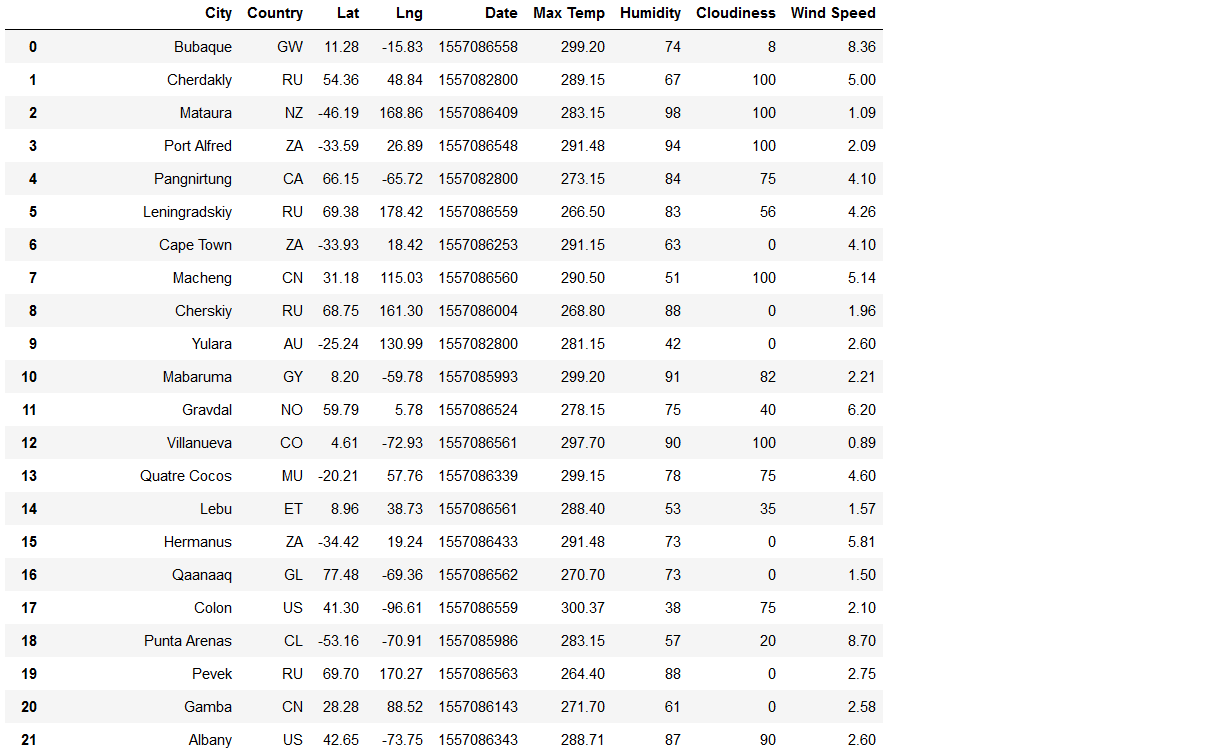 City Country Lat Lng Date Max Temp Humidity Cloudiness Wind Speed
0 Bubaque GW 11.28 -15.83 1557086558 299.20 74 8 8.36
1 Cherdakly RU 54.36 48.84 1557082800 289.15 67 100 5.00
2 Mataura NZ -46.19 168.86 1557086409 283.15 98 100 1.09
3 Port Alfred ZA -33.59 26.89 1557086548 291.48 94 100 2.09
4 Pangnirtung CA 66.15 -65.72 1557082800 273.15 84 75 4.10
5 Leningradskiy RU 69.38 178.42 1557086559 266.50 83 56 4.26
6 Cape Town ZA -33.93 18.42 1557086253 291.15 63 0 4.10
7 Macheng CN 31.18 115.03 1557086560 290.50 51 100 5.14
8 Cherskiy RU 68.75 161.30 1557086004 268.80 88 0 1.96
9 Yulara AU -25.24 130.99 1557082800 281.15 42 0 2.60
10 Mabaruma GY 8.20 -59.78 1557085993 299.20 91 82 2.21
11 Gravdal NO 59.79 5.78 1557086524 278.15 75 40 6.20
12 Villanueva CO 4.61 -72.93 1557086561 297.70 90 100 0.89
13 Quatre Cocos MU -20.21 57.76 1557086339 299.15 78 75 4.60
14 Lebu ET 8.96 38.73 1557086561 288.40 53 35 1.57
15 Hermanus ZA -34.42 19.24 1557086433 291.48 73 0 5.81
16 Qaanaaq GL 77.48 -69.36 1557086562 270.70 73 0 1.50
17 Colon US 41.30 -96.61 1557086559 300.37 38 75 2.10
18 Punta Arenas CL -53.16 -70.91 1557085986 283.15 57 20 8.70
19 Pevek RU 69.70 170.27 1557086563 264.40 88 0 2.75
20 Gamba CN 28.28 88.52 1557086143 271.70 61 0 2.58
21 Albany US 42.65 -73.75 1557086343 288.71 87 90 2.60